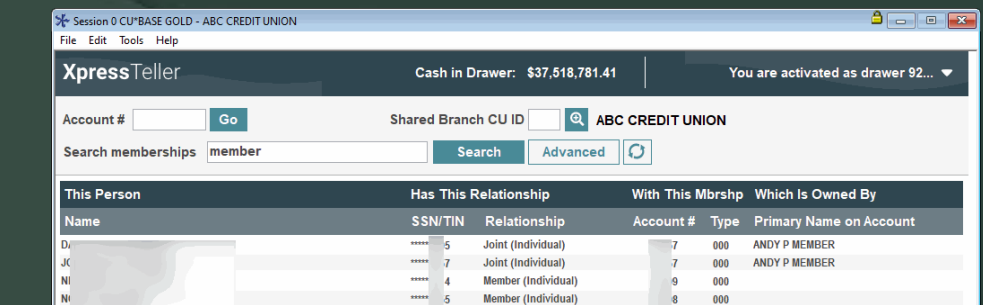 Session 0 CU*BASE GOLD - ABC CREDIT UNION
File Edit Tools Help
XpressTeller Cash in Drawer: $37,518,781.41 You are activated as drawer 92...
Account # Go Shared Branch CU ID ABC CREDIT UNION
Search memberships member Search Advanced
This Person Has This Relationship With This Mbrshp Which Is Owned By
Name SSN/TIN Relationship Account # Type Primary Name on Account
Joint (Individual) 000 ANDY P MEMBER
Joint (Individual) 000 ANDY P MEMBER
Member (Individual) 000
Member (Individual) 000